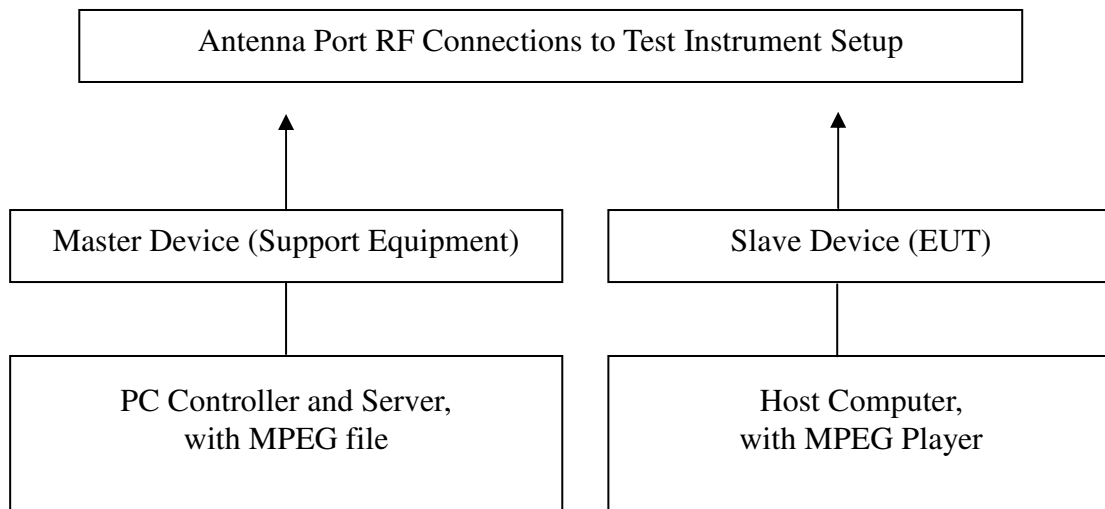 Antenna Port RF Connections to Test Instrument Setup
Master Device (Support Equipment)
Slave Device (EUT)
PC Controller and Server,
with MPEG file
Host Computer,
with MPEG Player